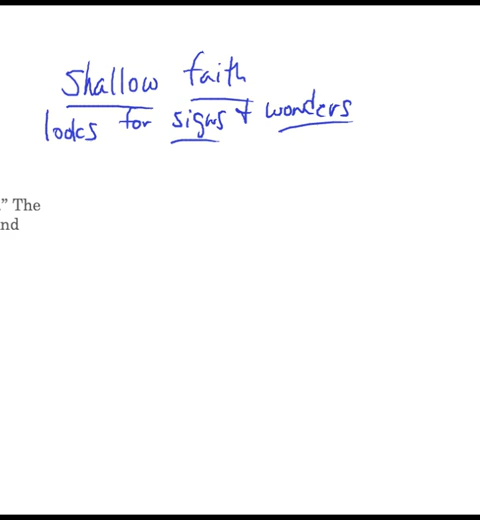 Shallow faith
looks for signs & wonders
.” The
nd